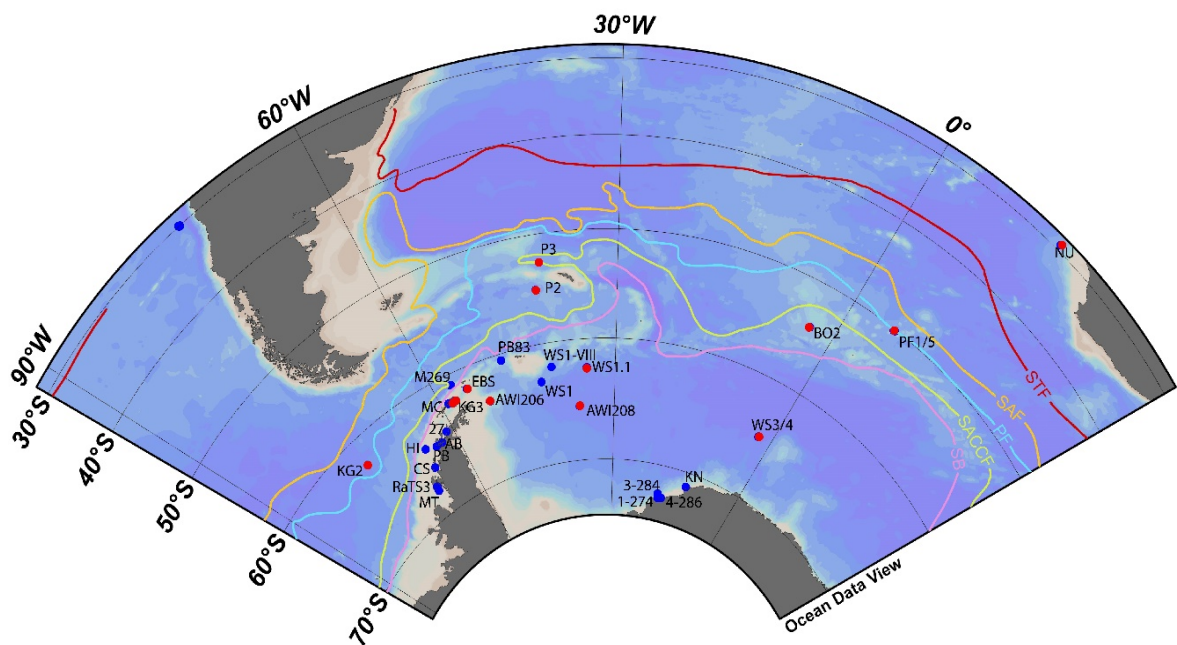 30°W
60°W
0°
90°W
30°S
40°S
50°S
60°S
70°S
NU
P3
P2
BO2
PF1/5
STF
SAF
PF
SACCF
SB
PB83
WS1-VIII
WS1.1
WS1
M269
EBS
MC
KG3
AWI206
AWI208
27
AB
PB
HI
CS
KG2
RaTS3
MT
WS3/4
KN
3-284
1-274
4-286
Ocean Data View